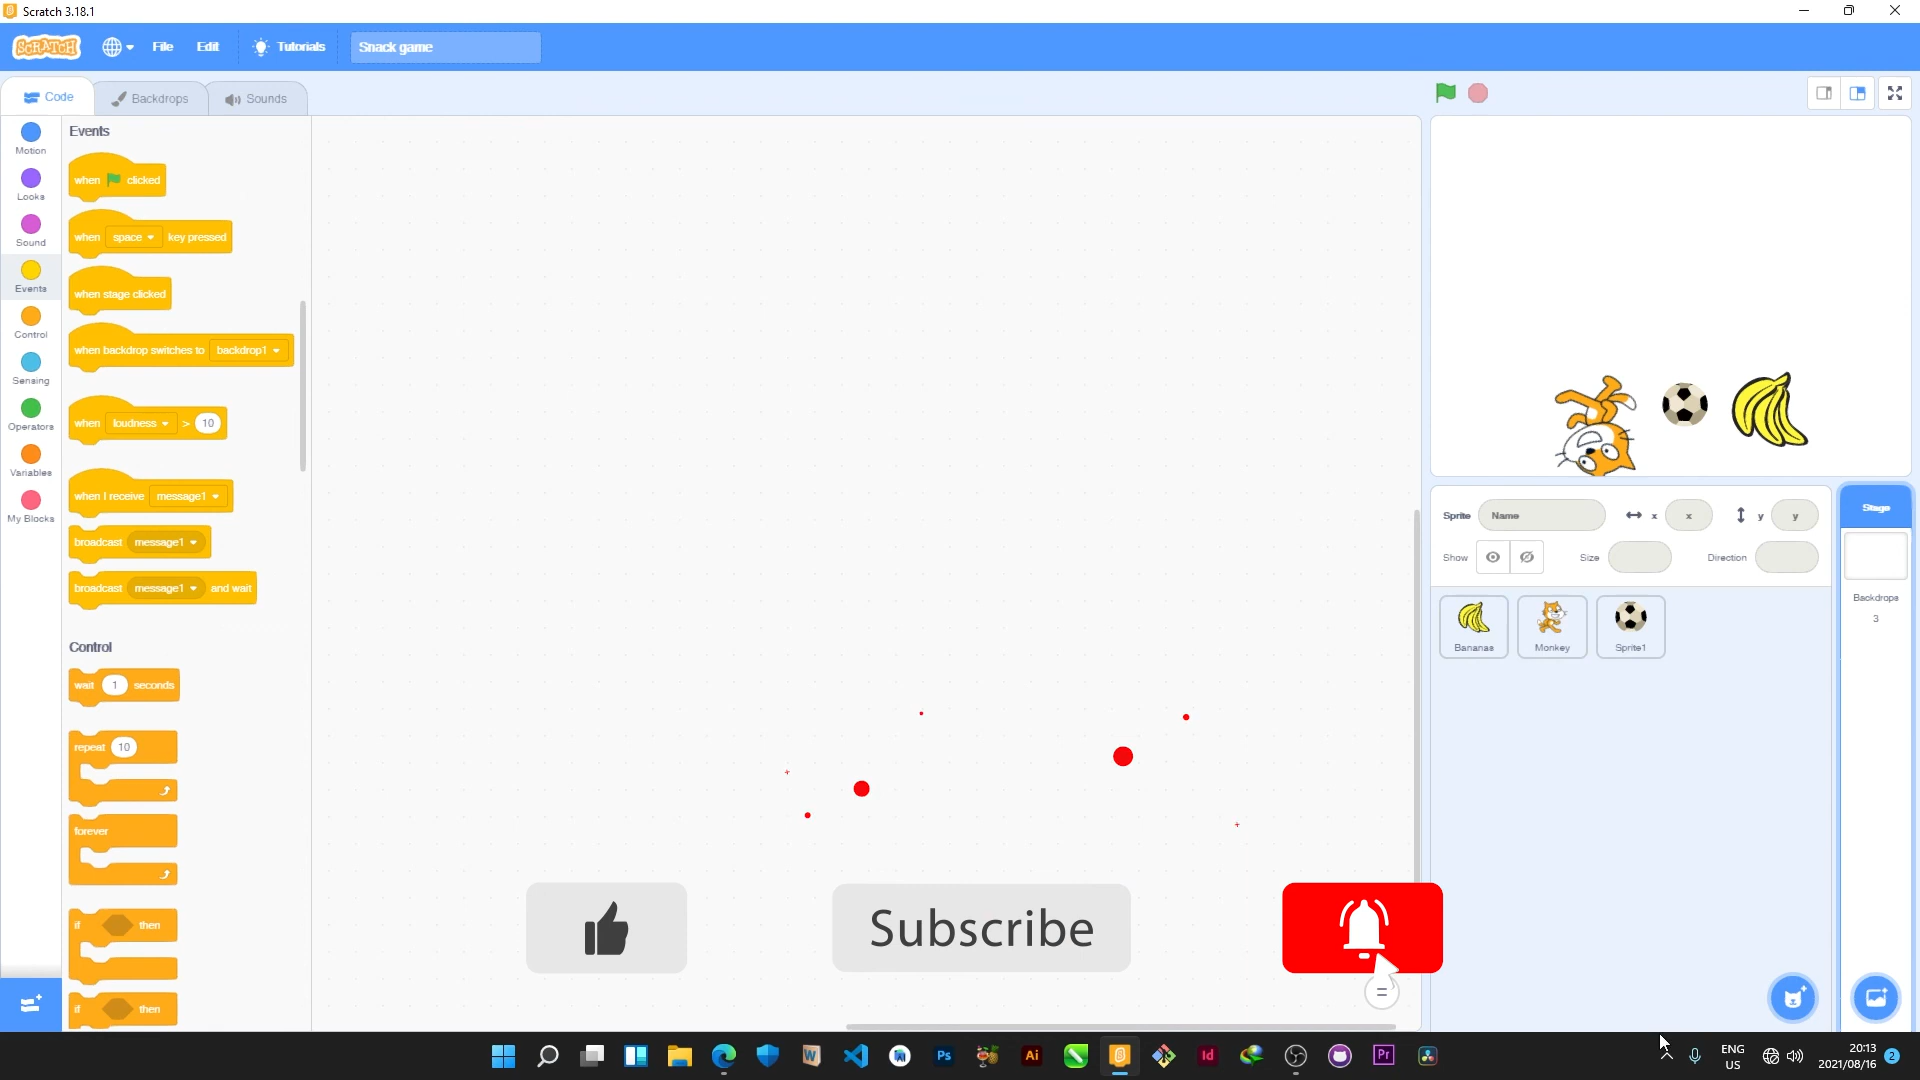 Scratch 3.18.1
SCRATCH File Edit Tutorials Snack game
Code Backdrops Sounds
Motion
Looks
Sound
Events
Control
Sensing
Operators
Variables
My Blocks
Events
when clicked
when space key pressed
when stage clicked
when backdrop switches to backdrop1
when loudness > 10
when I receive message1
broadcast message1
broadcast message1 and wait
Control
wait 1 seconds
repeat 10
forever
if then
if then
Subscribe
=
Sprite Name x x y y
Show Size Direction
Bananas Monkey Sprite1
Stage
Backdrops
3
W Ps Ai Id Pr
ENG
US
20:13
2021/08/16
2